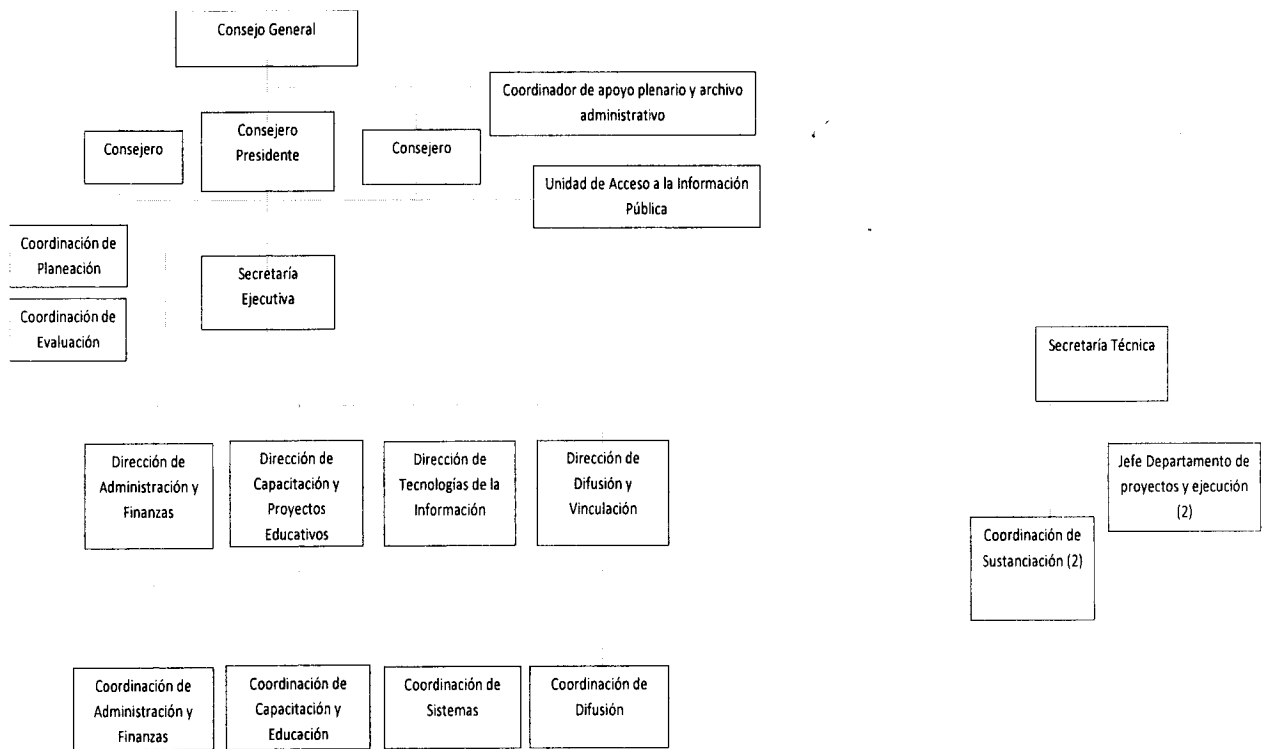 Consejo General
Coordinador de apoyo plenario y archivo
administrativo
Consejero
Consejero
Presidente
Consejero
Unidad de Acceso a la Información
Pública
Coordinación de
Planeación
Secretaría
Ejecutiva
Coordinación de
Evaluación
Secretaría Técnica
Dirección de
Administración y
Finanzas
Dirección de
Capacitación y
Proyectos
Educativos
Dirección de
Tecnologías de la
Información
Dirección de
Difusión y
Vinculación
Jefe Departamento de
proyectos y ejecución
(2)
Coordinación de
Sustanciación (2)
Coordinación de
Administración y
Finanzas
Coordinación de
Capacitación y
Educación
Coordinación de
Sistemas
Coordinación de
Difusión